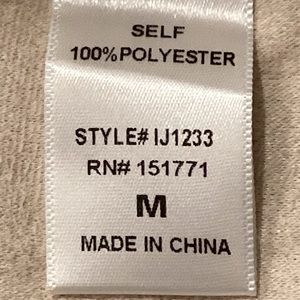 SELF
100%POLYESTER
STYLE# IJ1233
RN# 151771
M
MADE IN CHINA